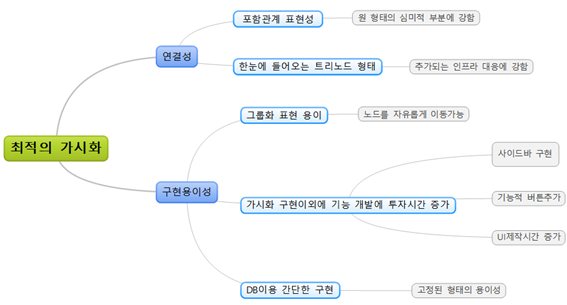 최적의 가시화
연결성
포함관계 표현성
원 형태의 심미적 부분에 강함
한눈에 들어오는 트리노드 형태
추가되는 인프라 대응에 강함
구현용이성
그룹화 표현 용이
노드를 자유롭게 이동가능
가시화 구현이외에 기능 개발에 투자시간 증가
사이드바 구현
기능적 버튼추가
UI제작시간 증가
DB이용 간단한 구현
고정된 형태의 용이성